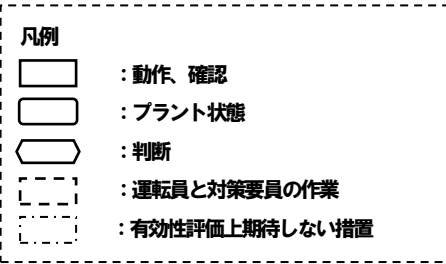 凡例
：動作、確認
：プラント状態
：判断
：運転員と対策要員の作業
：有効性評価上期待しない措置